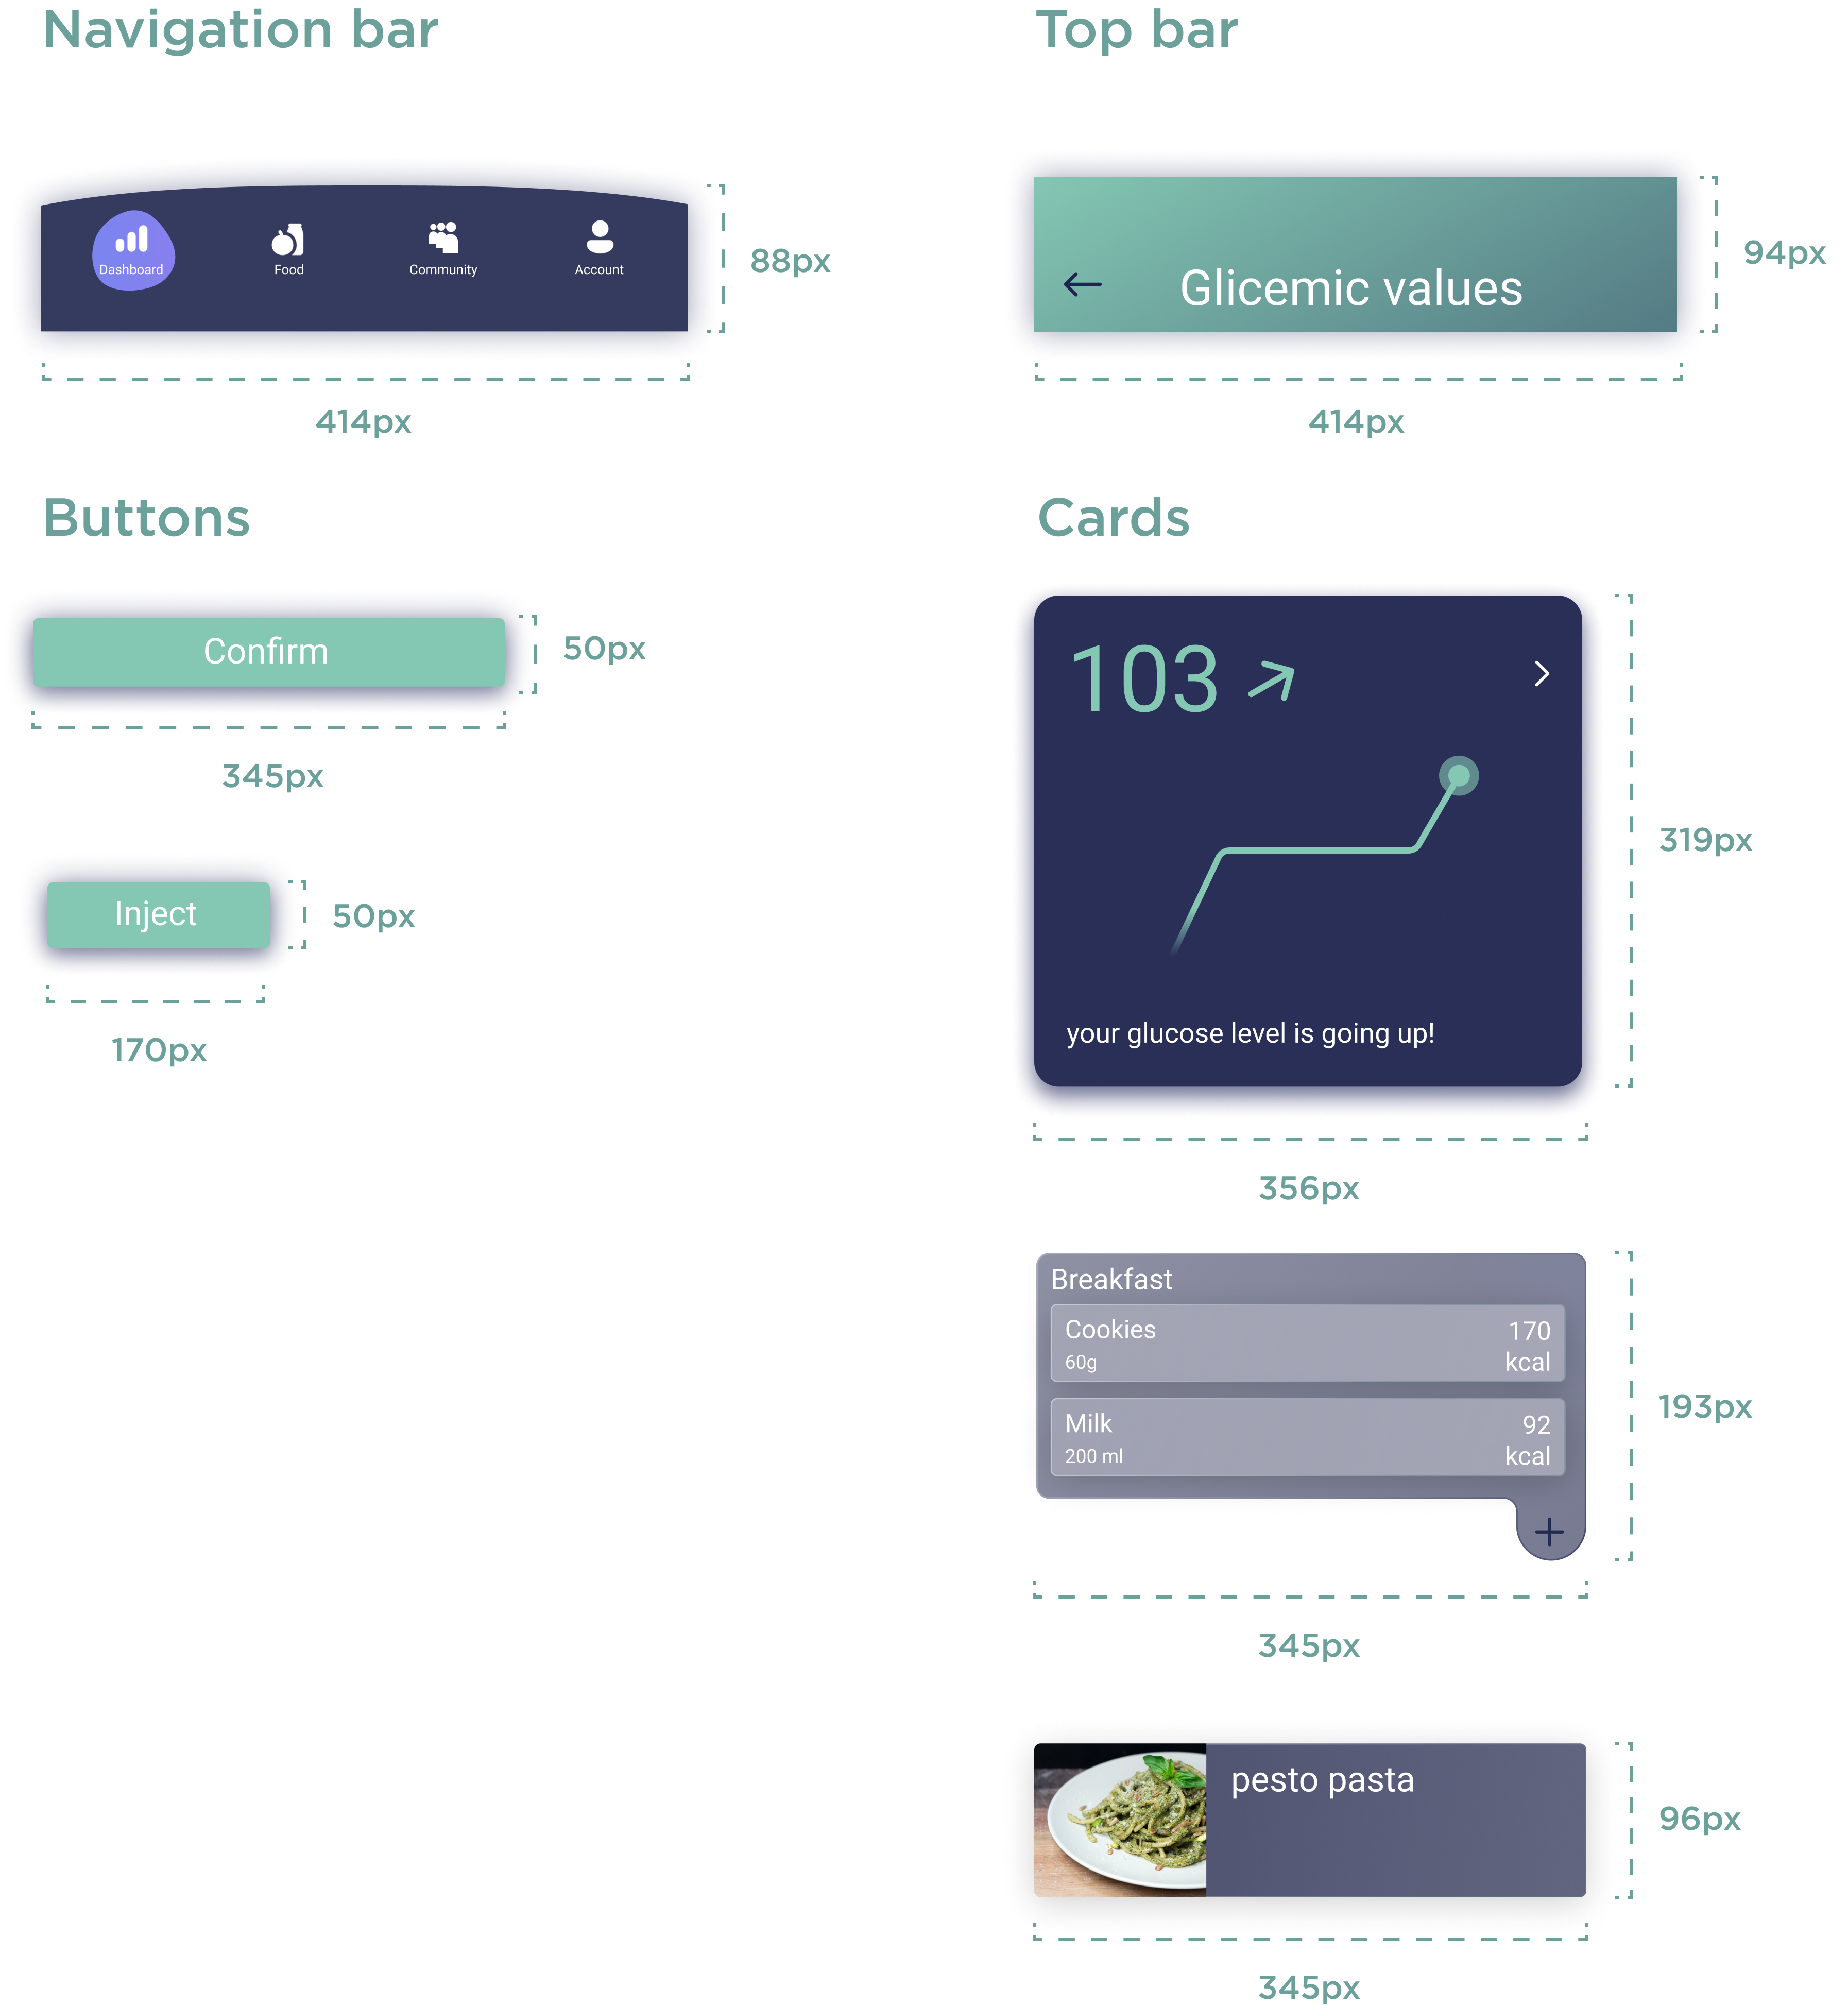 Navigation bar
Top bar
Dashboard
Food
Community
Account
88px
414px
Glicemic values
94px
414px
Buttons
Confirm
50px
345px
Inject
50px
170px
Cards
103
your glucose level is going up!
319px
356px
Breakfast
Cookies
170
60g
kcal
Milk
92
200 ml
kcal
193px
345px
pesto pasta
96px
345px